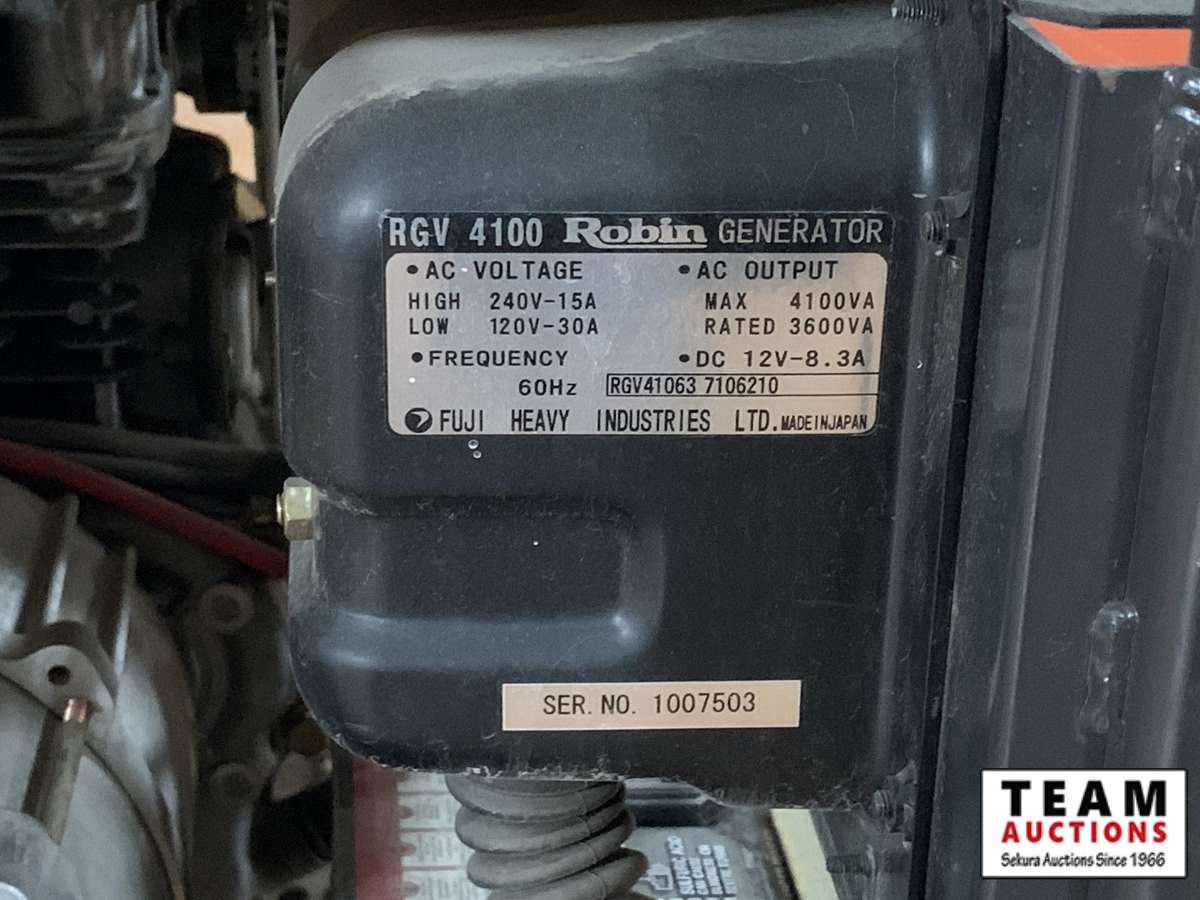 RGV 4100 Robin GENERATOR
•AC VOLTAGE •AC OUTPUT
HIGH 240V-15A MAX 4100VA
LOW 120V-30A RATED 3600VA
•FREQUENCY •DC 12V-8.3A
60Hz RGV41063 7106210
FUJI HEAVY INDUSTRIES LTD. MADE IN JAPAN
SER. NO. 1007503
TEAM
AUCTIONS
Sekura Auctions Since 1966